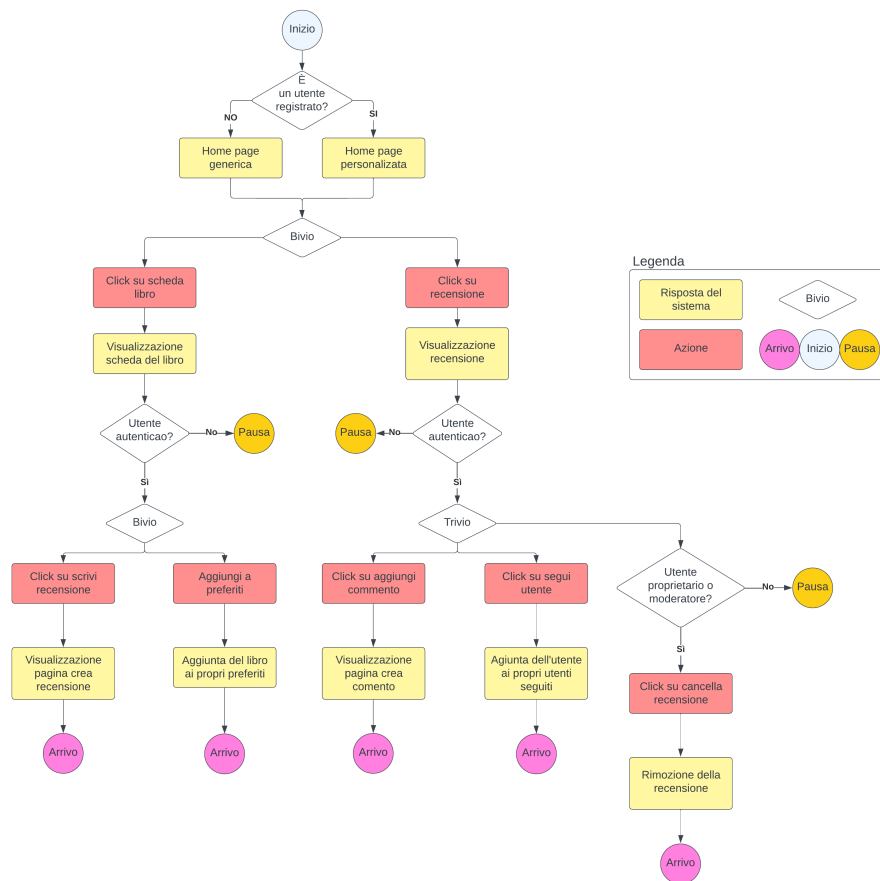 Inizio
È
un utente
registrato?
NO
SI
Home page
generica
Home page
personalizata
Bivio
Click su scheda
libro
Click su
recensione
Legenda
Risposta del
sistema
Bivio
Azione
Arrivo
Inizio
Pausa
Visualizzazione
scheda del libro
Visualizzazione
recensione
Utente
autenticao?
No
Pausa
Pausa
No
Utente
autenticao?
Sì
Sì
Bivio
Trivio
Click su scrivi
recensione
Aggiungi a
preferiti
Click su aggiungi
commento
Click su segui
utente
Utente
proprietario o
moderatore?
No
Pausa
Sì
Visualizzazione
pagina crea
recensione
Aggiunta del libro
ai propri preferiti
Visualizzazione
pagina crea
comento
Agiunta dell'utente
ai propri utenti
seguiti
Click su cancella
recensione
Arrivo
Arrivo
Arrivo
Arrivo
Rimozione della
recensione
Arrivo